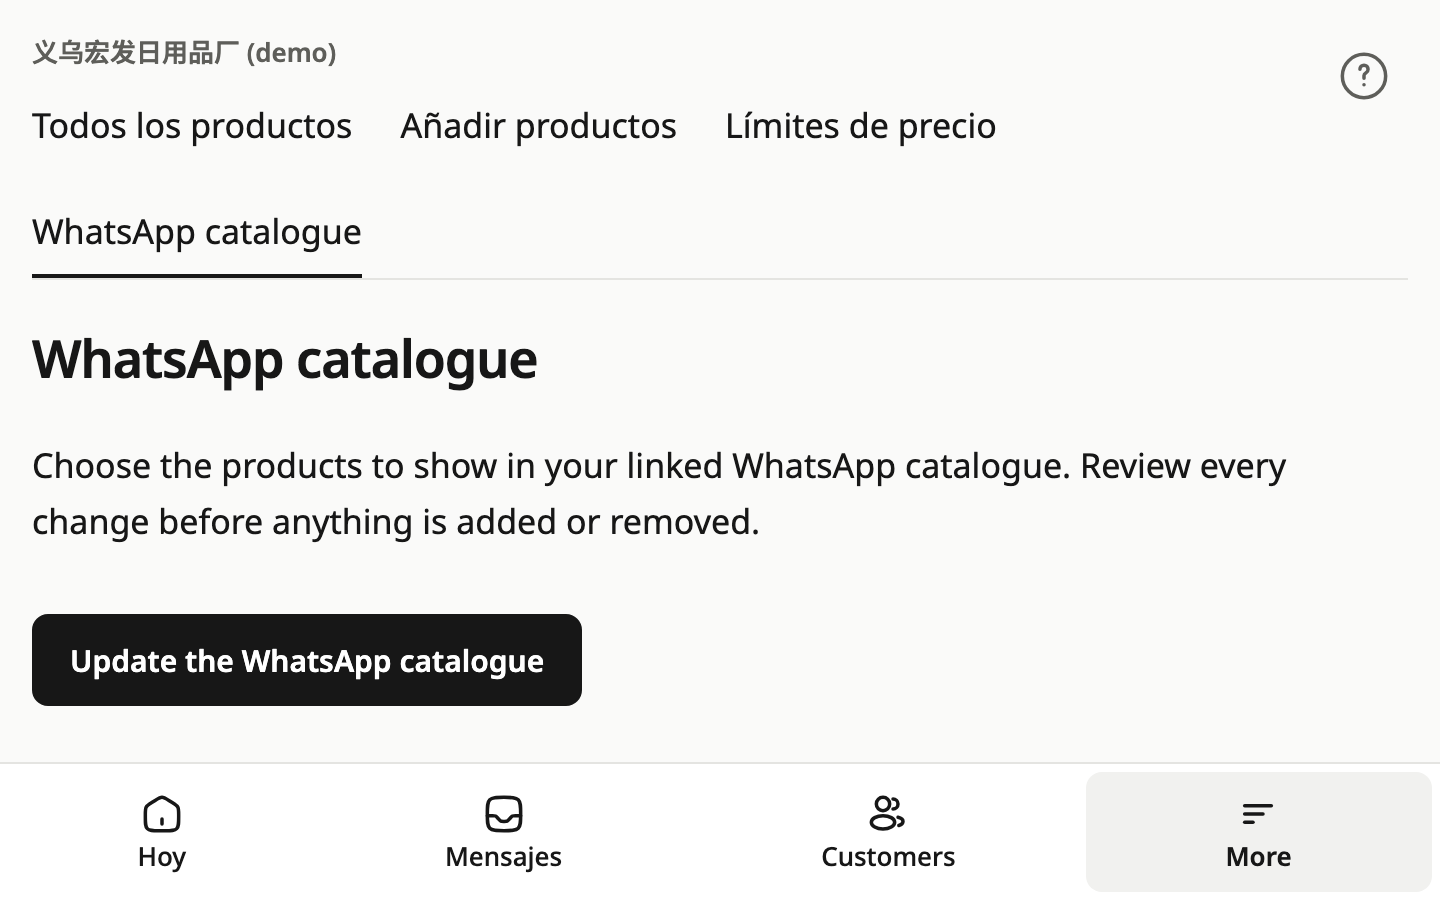 义乌宏发日用品厂 (demo)
Todos los productos Añadir productos Límites de precio
WhatsApp catalogue
WhatsApp catalogue
Choose the products to show in your linked WhatsApp catalogue. Review every
change before anything is added or removed.
Update the WhatsApp catalogue
Hoy Mensajes Customers More